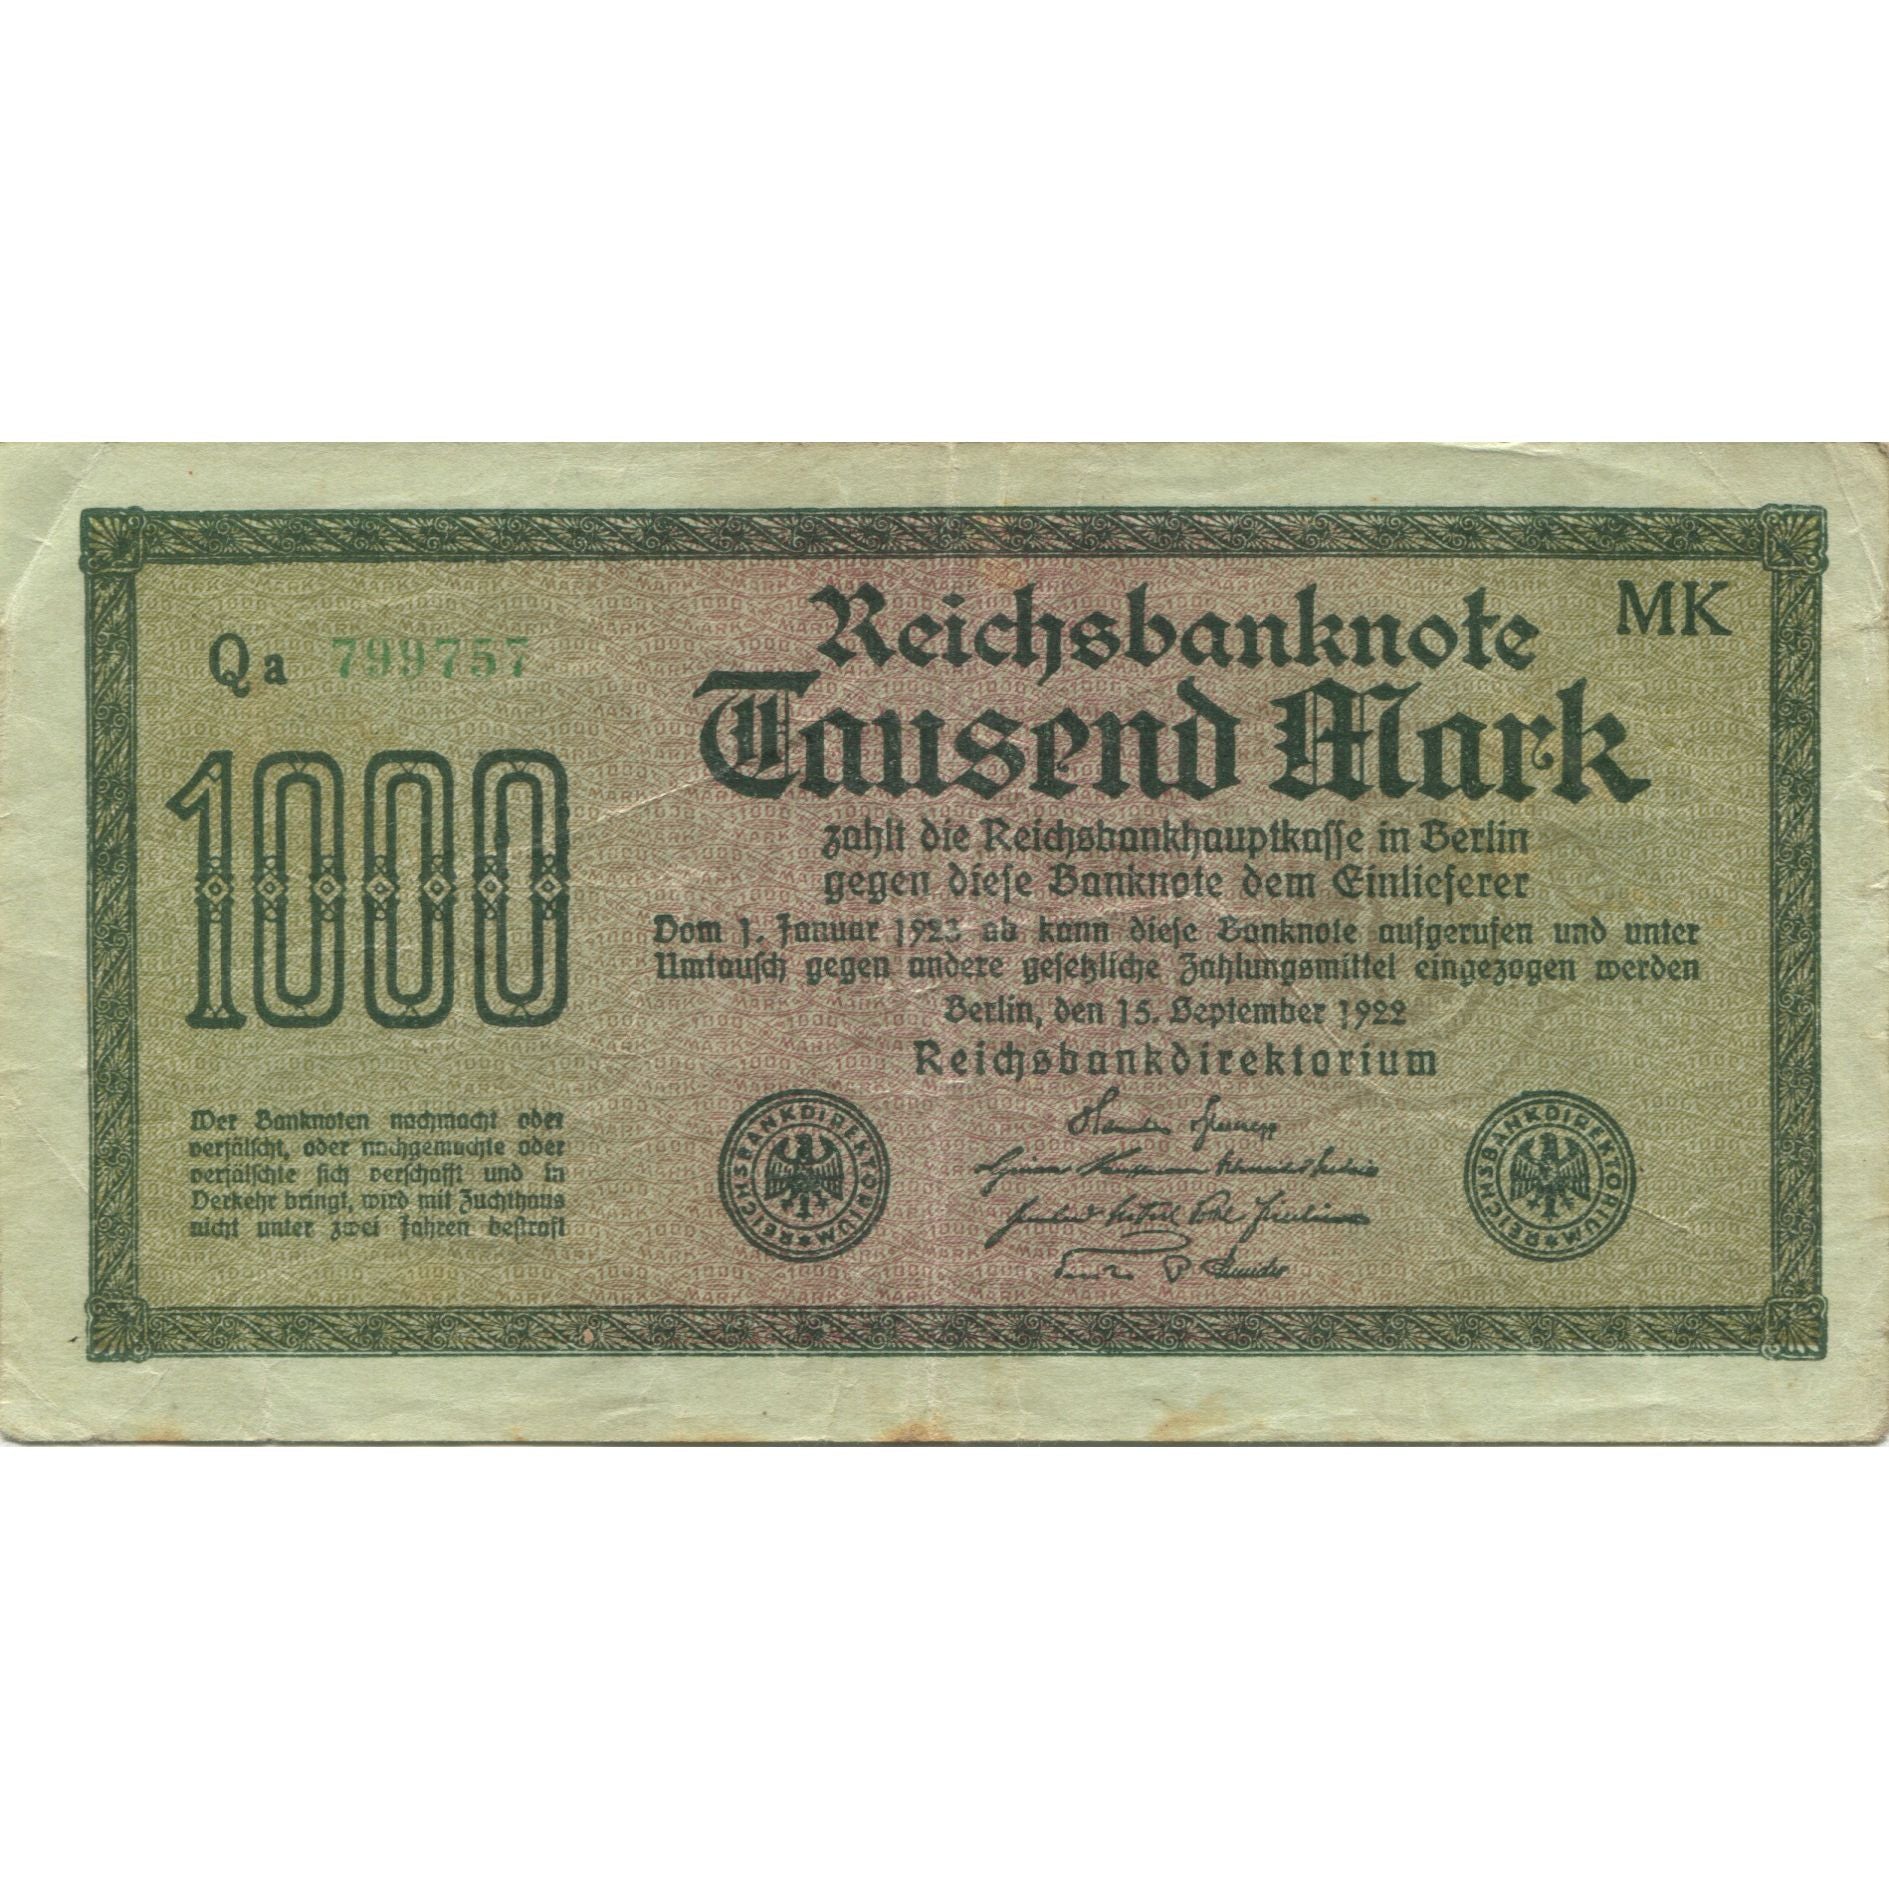 Reichsbanknote
MK
Qa 799757
Tausend Mark
1000
zahlt die Reichsbankhauptkasse in Berlin
gegen diese Banknote dem Einlieferer
Vom 1. Januar 1923 ab kann diese Banknote aufgerufen und unter
Umtausch gegen andere gesetzliche Zahlungsmittel eingezogen werden
Berlin, den 15. September 1922
Reichsbankdirektorium
Wer Banknoten nachmacht oder
verfälscht, oder nachgemachte oder
verfälschte sich verschafft und in
Verkehr bringt, wird mit Zuchthaus
nicht unter zwei Jahren bestraft
REICHSBANKDIREKTORIUM
REICHSBANKDIREKTORIUM